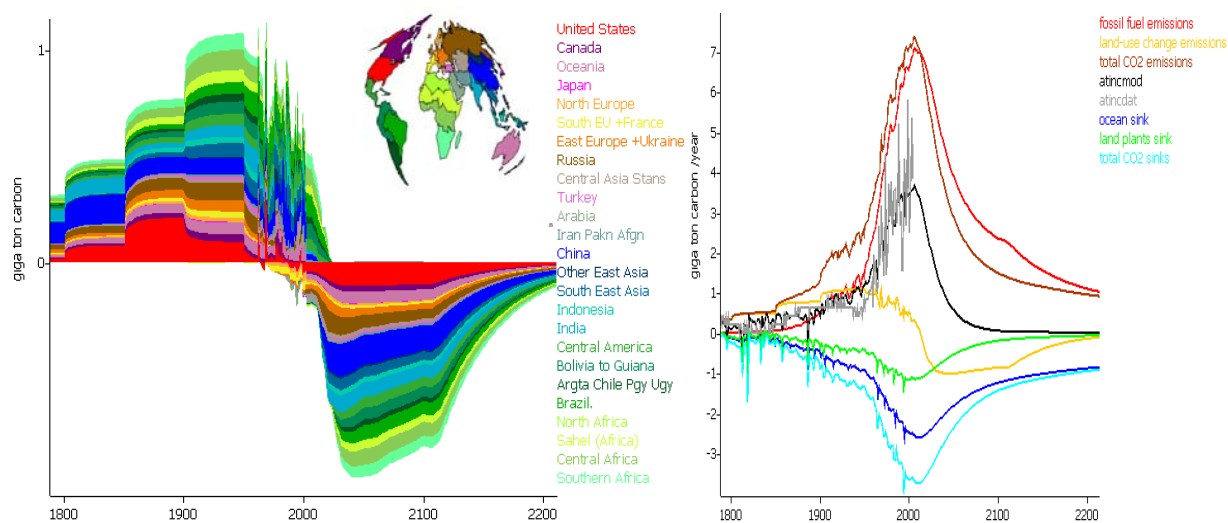 giga ton carbon
1
0
1800
1900
2000
2100
2200
United States
Canada
Oceania
Japan
North Europe
South EU +France
East Europe +Ukraine
Russia
Central Asia Stans
Turkey
Arabia
Iran Pakn Afgn
China
Other East Asia
South East Asia
Indonesia
India
Central America
Bolivia to Guiana
Argta Chile Pgy Ugy
Brazil.
North Africa
Sahel (Africa)
Central Africa
Southern Africa
giga ton carbon /year
7
6
5
4
3
2
1
0
-1
-2
-3
1800
1900
2000
2100
2200
fossil fuel emissions
land-use change emissions
total CO2 emissions
atincmod
atincdat
ocean sink
land plants sink
total CO2 sinks